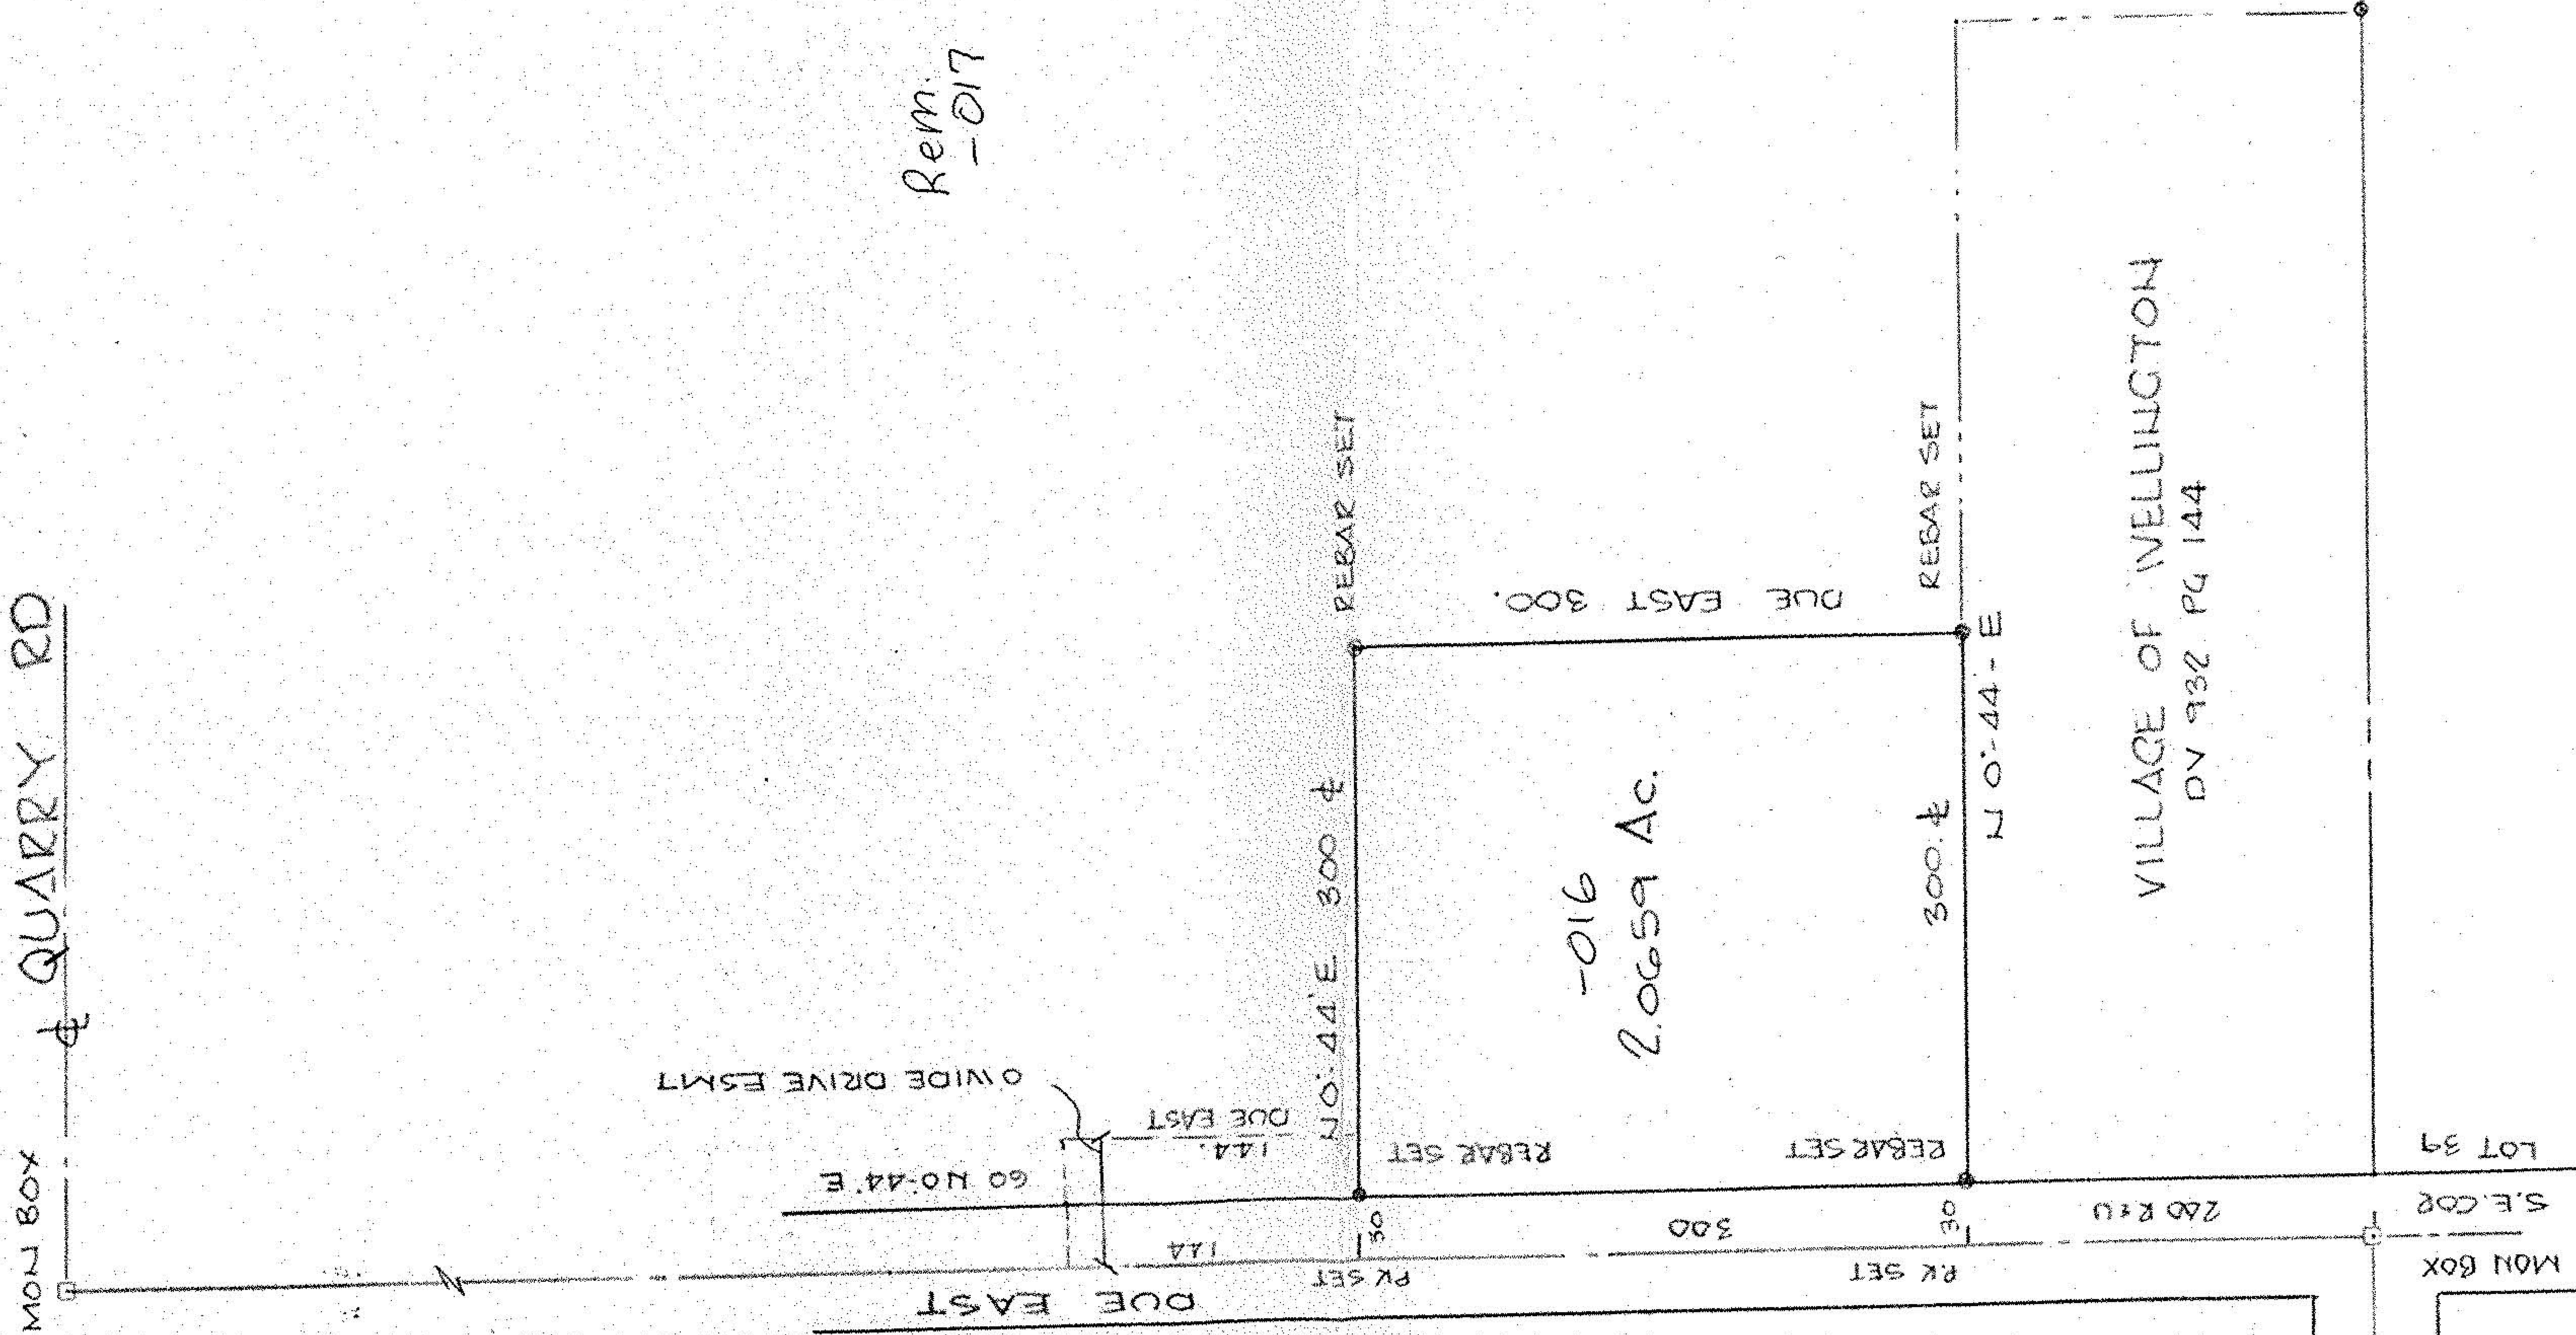 MON BOX
℄ QUARRY RD
Rem.
-017
O WIDE DRIVE ESMT
60 N0·44'E
144.
DUE EAST
144
DUE EAST
N 0°·44' E 300 ℄
REBAR SET
DUE EAST 300.
REBAR SET
-016
2.0659 Ac.
300. ℄
N 0°-44'-E
REBAR SET
REBAR SET
30
300
30
PK SET
P.K SET
VILLAGE OF WELLINGTON
DV 932 PG 144
200 R&U
LOT 39
S.E. COR
MON BOX